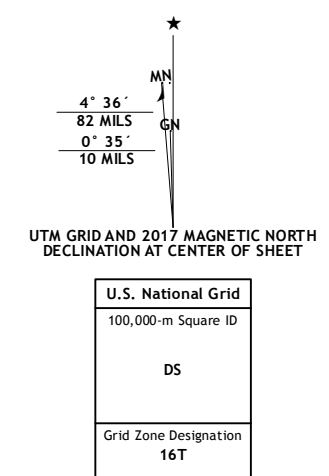 ★
MN
4° 36´
82 MILS
GN
0° 35´
10 MILS
UTM GRID AND 2017 MAGNETIC NORTH
DECLINATION AT CENTER OF SHEET
U.S. National Grid
100,000-m Square ID
DS
Grid Zone Designation
16T